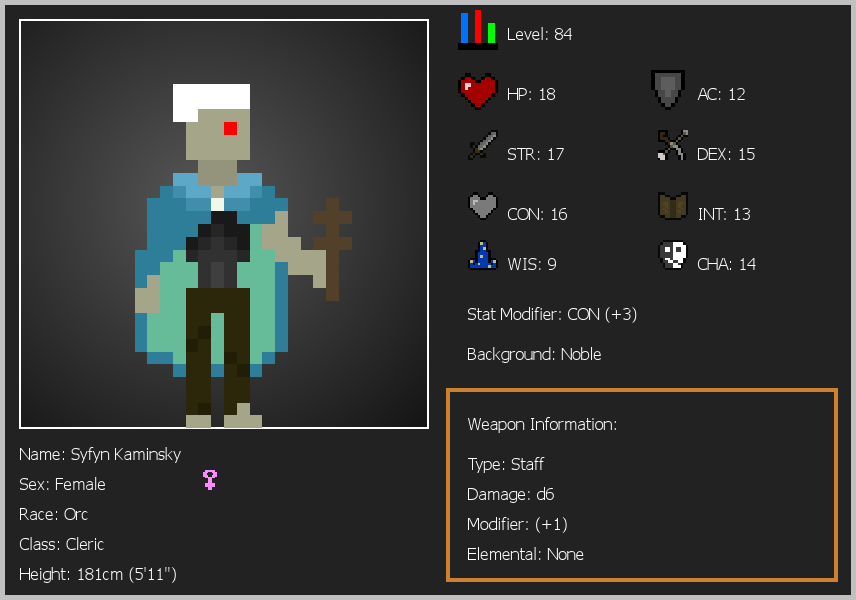 Level: 84
HP: 18
AC: 12
STR: 17
DEX: 15
CON: 16
INT: 13
WIS: 9
CHA: 14
Stat Modifier: CON (+3)
Background: Noble
Weapon Information:
Type: Staff
Damage: d6
Modifier: (+1)
Elemental: None
Name: Syfyn Kaminsky
Sex: Female
Race: Orc
Class: Cleric
Height: 181cm (5'11")